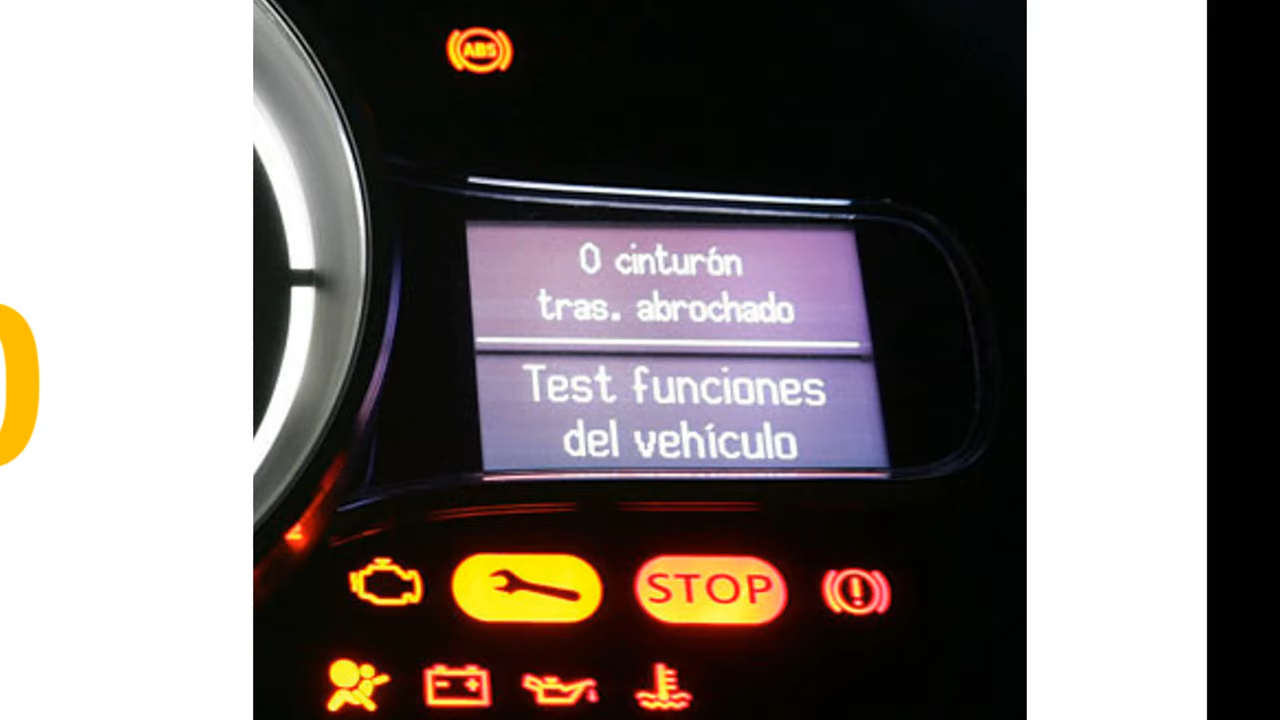 ABS
0 cinturón
tras. abrochado
Test funciones
del vehículo
STOP